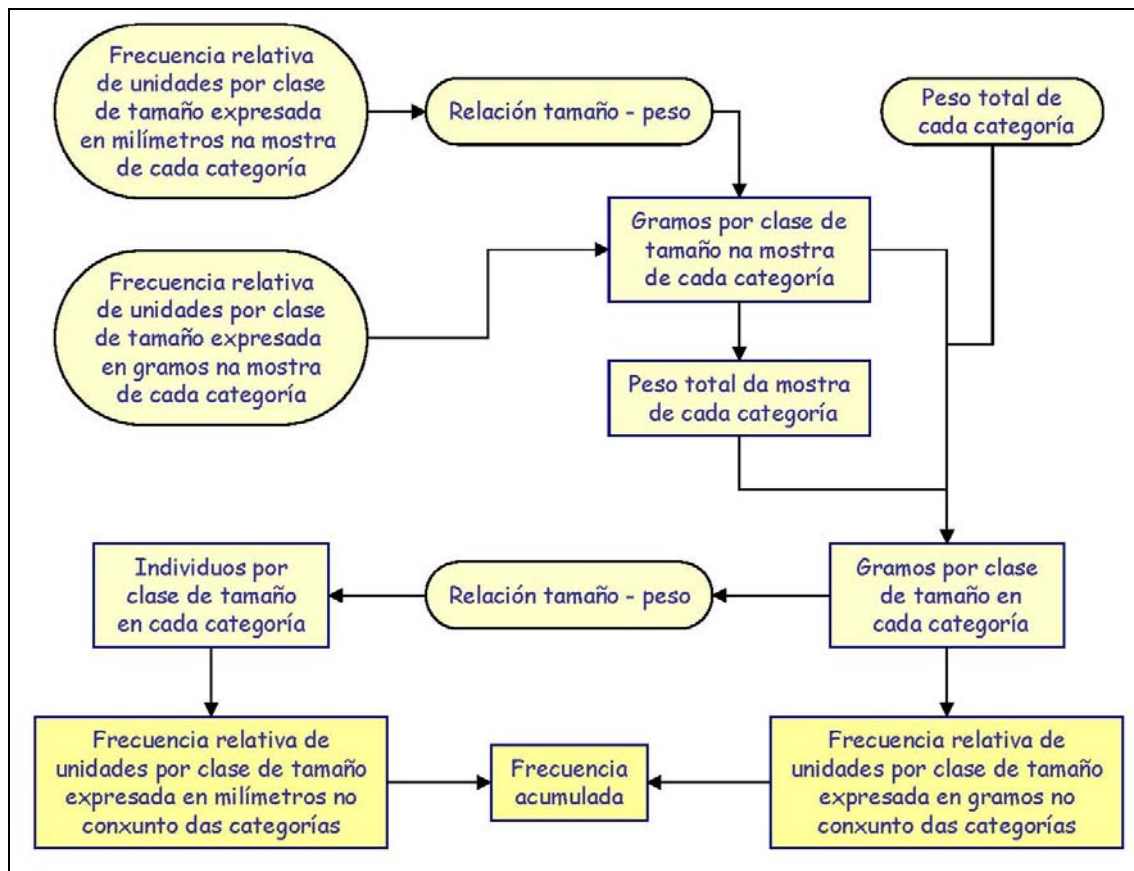 Frecuencia relativa
de unidades por clase
de tamaño expresada
en milímetros na mostra
de cada categoría
Relación tamaño - peso
Peso total de
cada categoría
Gramos por clase de
tamaño na mostra
de cada categoría
Frecuencia relativa
de unidades por clase
de tamaño expresada
en gramos na mostra
de cada categoría
Peso total da mostra
de cada categoría
Individuos por
clase de tamaño
en cada categoría
Relación tamaño - peso
Gramos por clase
de tamaño en
cada categoría
Frecuencia relativa de
unidades por clase de tamaño
expresada en milímetros no
conxunto das categorías
Frecuencia
acumulada
Frecuencia relativa de
unidades por clase de tamaño
expresada en gramos no
conxunto das categorías